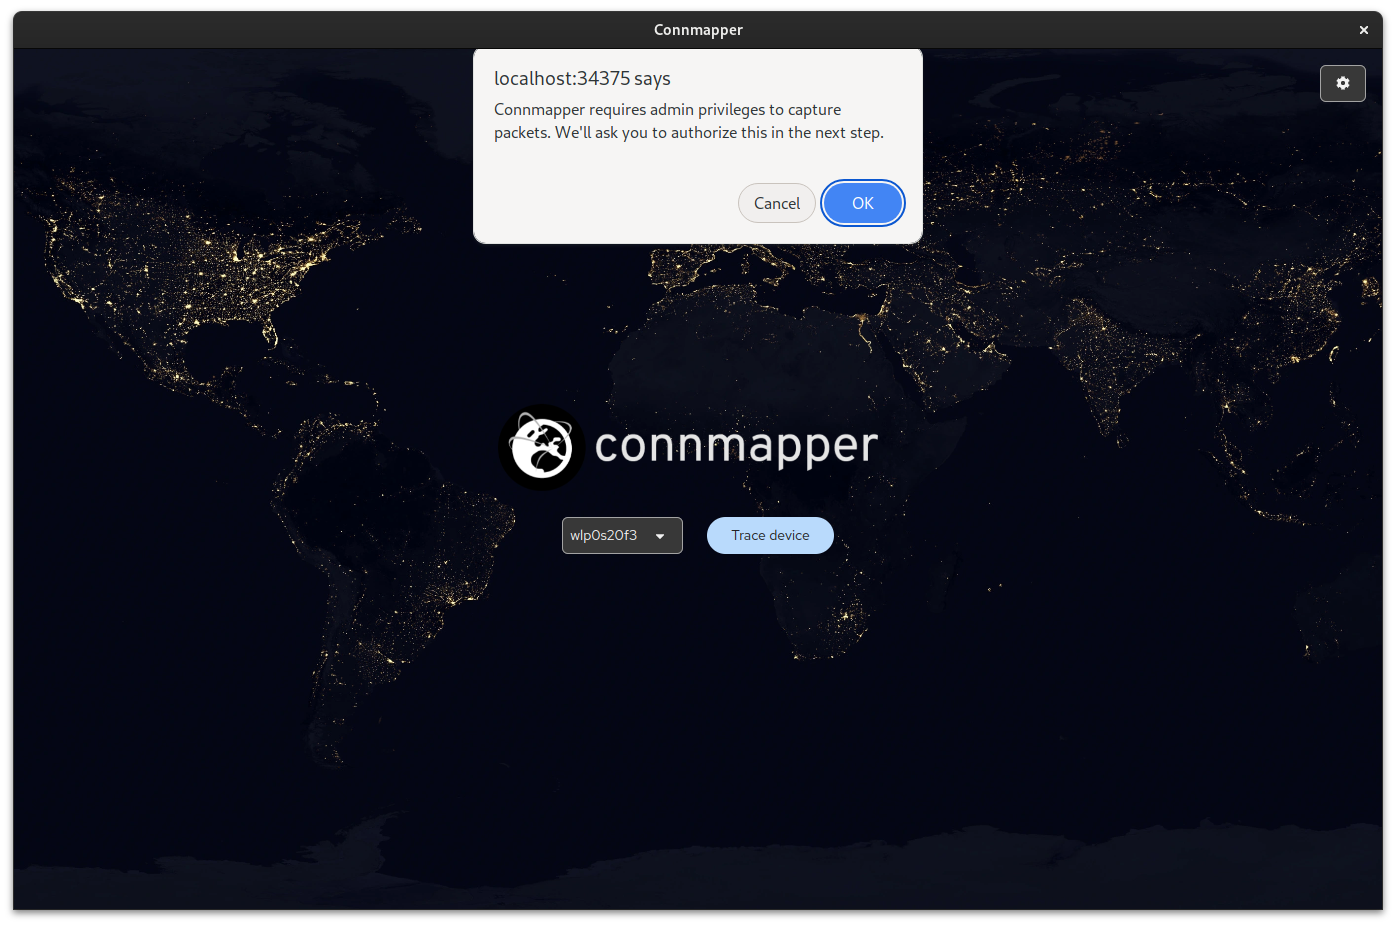 Connmapper
localhost:34375 says
Connmapper requires admin privileges to capture
packets. We'll ask you to authorize this in the next step.
Cancel
OK
connmapper
wlp0s20f3
Trace device